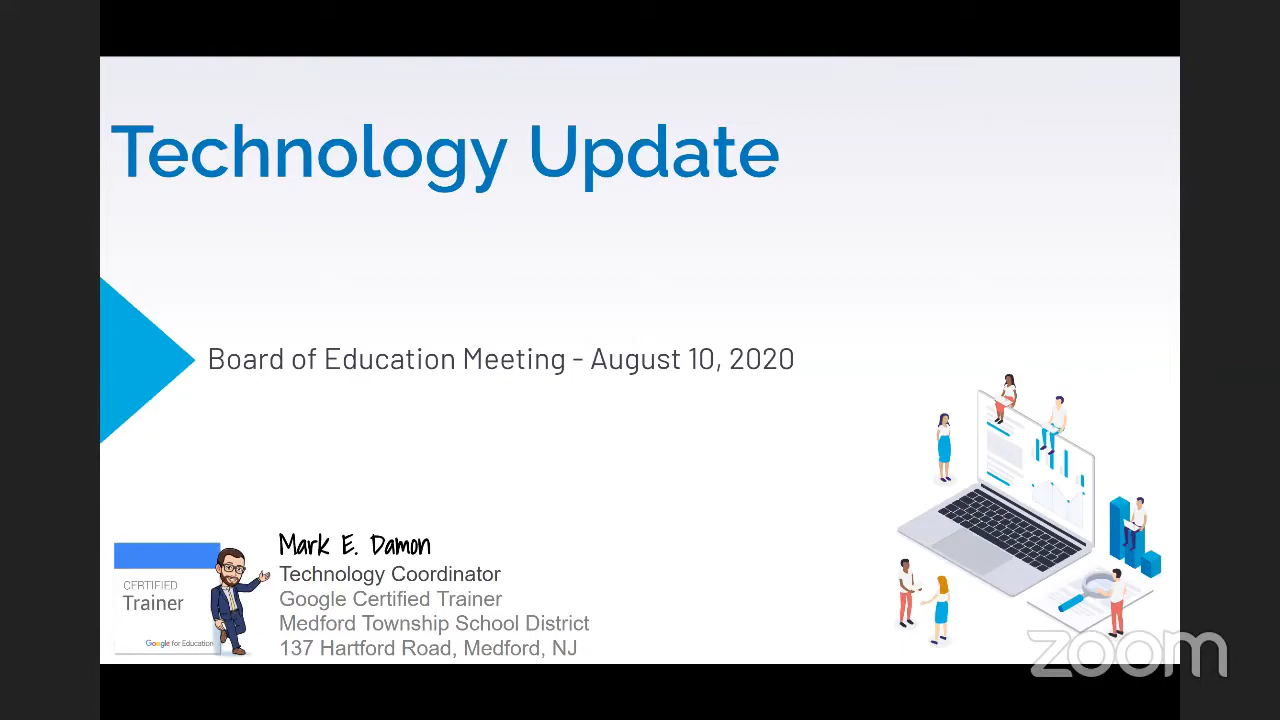 Technology Update
Board of Education Meeting - August 10, 2020
Mark E. Damon
Technology Coordinator
Google Certified Trainer
Medford Township School District
137 Hartford Road, Medford, NJ
CERTIFIED
Trainer
Google for Education
zoom